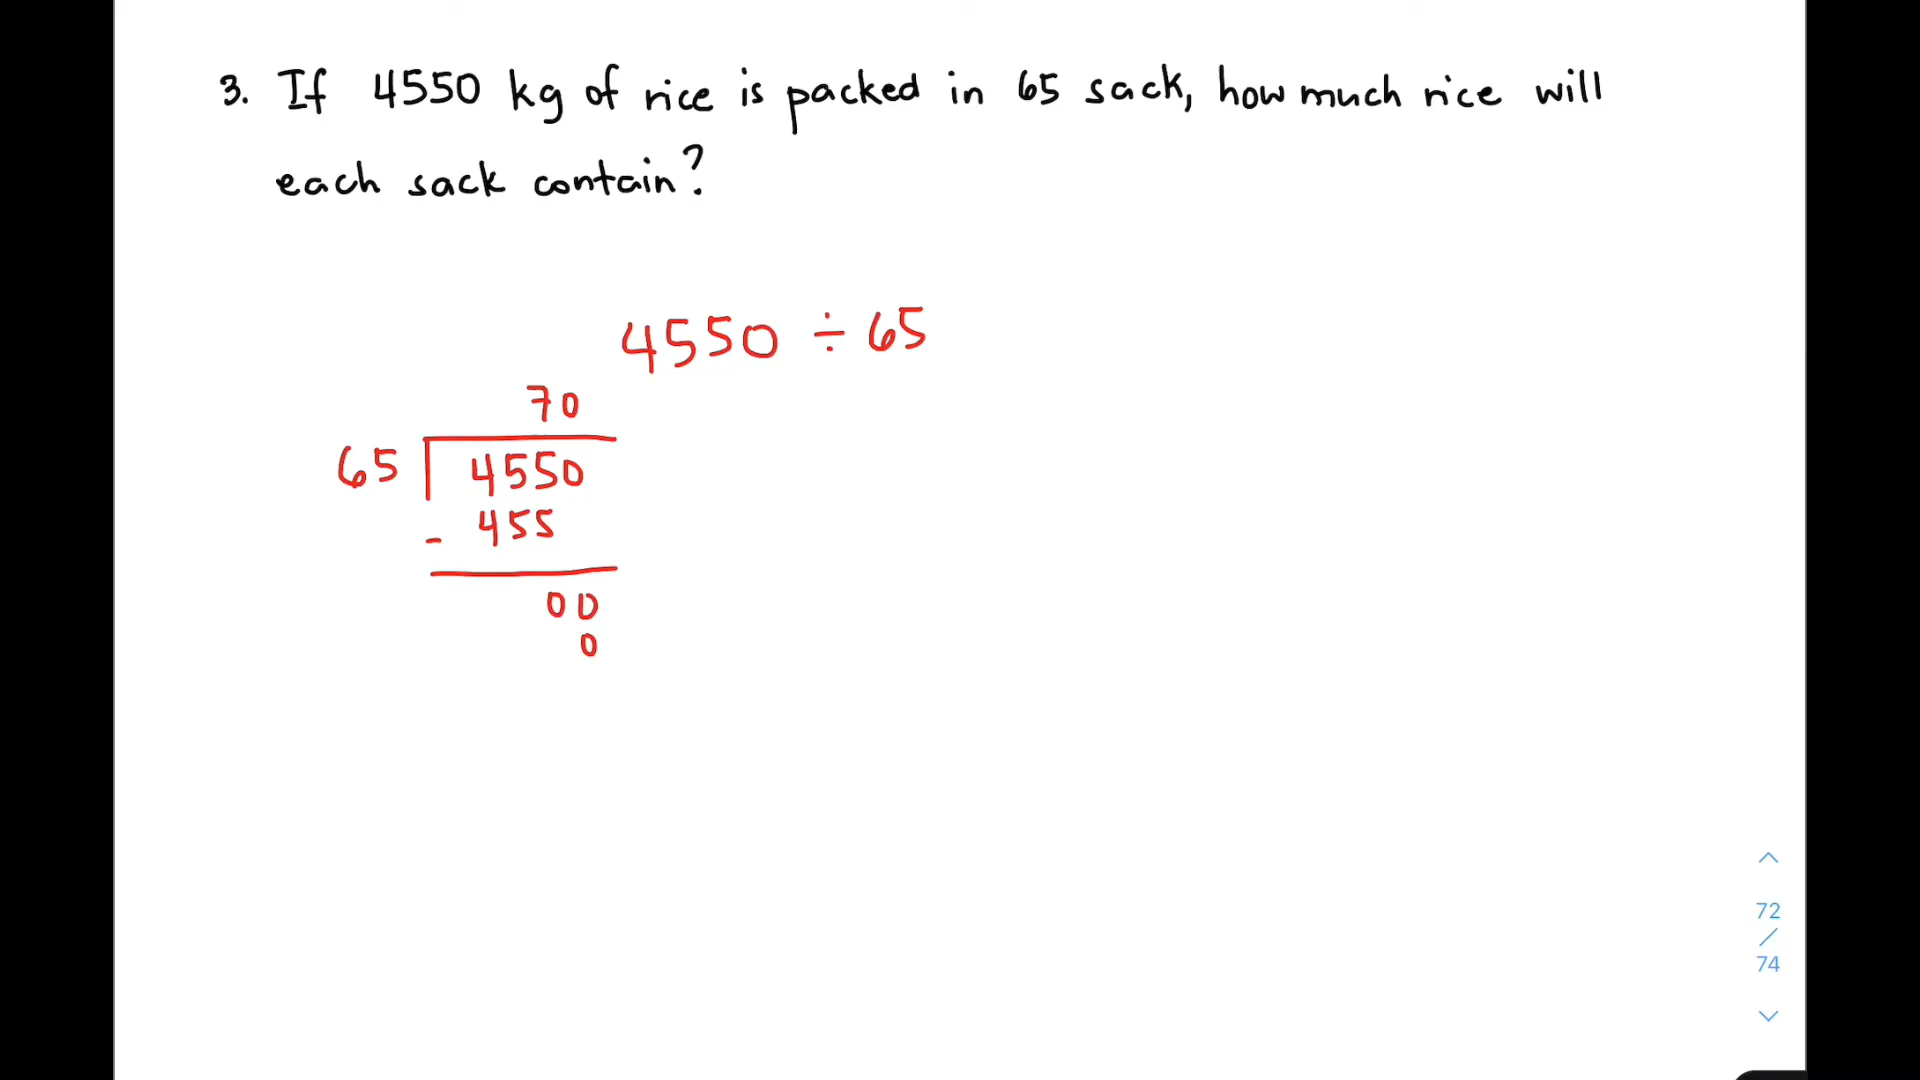 3. If 4550 kg of rice is packed in 65 sack, how much rice will
each sack contain?
4550 ÷ 65
70
65 4550
- 455
00
0
72
/
74